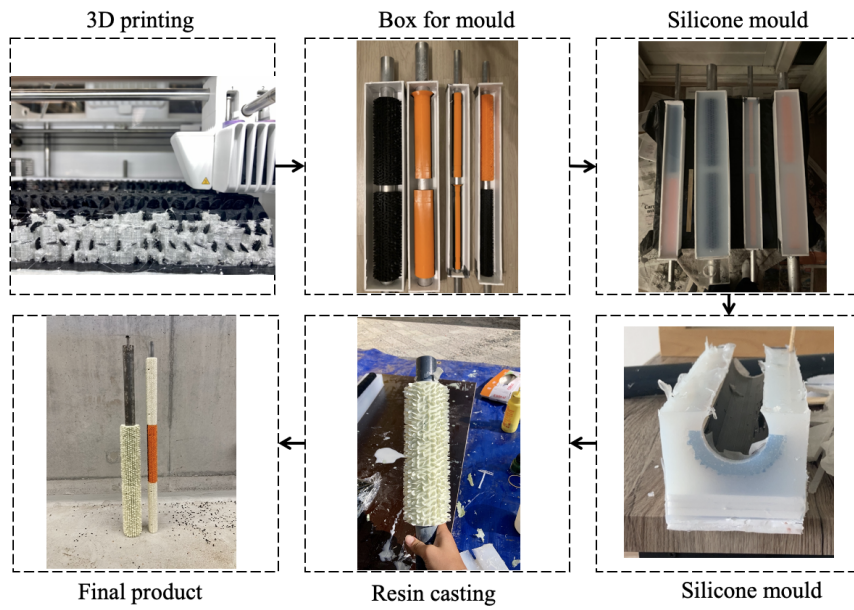 3D printing
Box for mould
Silicone mould
Final product
Resin casting
Silicone mould